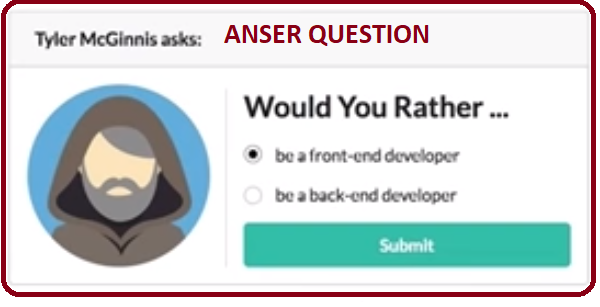 Tyler McGinnis asks: ANSER QUESTION
Would You Rather ...
be a front-end developer
be a back-end developer
Submit